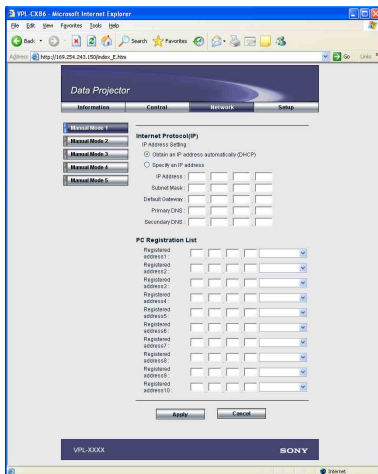 VPL-CX86 - Microsoft Internet Explorer
File Edit View Favorites Tools Help
Back Search Favorites
Address http://169.254.243.150/index_E.htm Go Links
Data Projector
Information Control Network Setup
Manual Mode 1
Manual Mode 2
Manual Mode 3
Manual Mode 4
Manual Mode 5
Internet Protocol(IP)
IP Address Setting :
Obtain an IP address automatically (DHCP)
Specify an IP address
IP Address :
Subnet Mask :
Default Gateway :
Primary DNS :
Secondary DNS :
PC Registration List
Registered address1 :
Registered address2 :
Registered address3 :
Registered address4 :
Registered address5 :
Registered address6 :
Registered address7 :
Registered address8 :
Registered address9 :
Registered address10 :
Apply Cancel
VPL-XXXX SONY
Internet